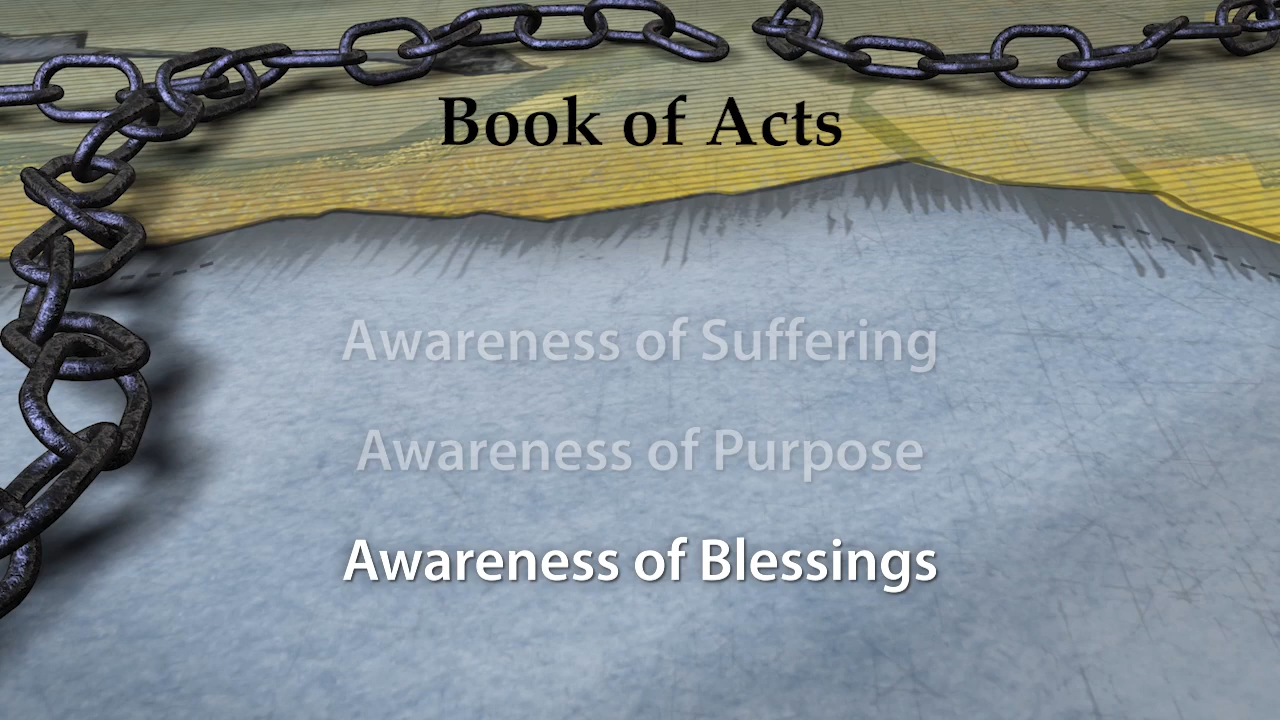 Book of Acts
Awareness of Suffering
Awareness of Purpose
Awareness of Blessings